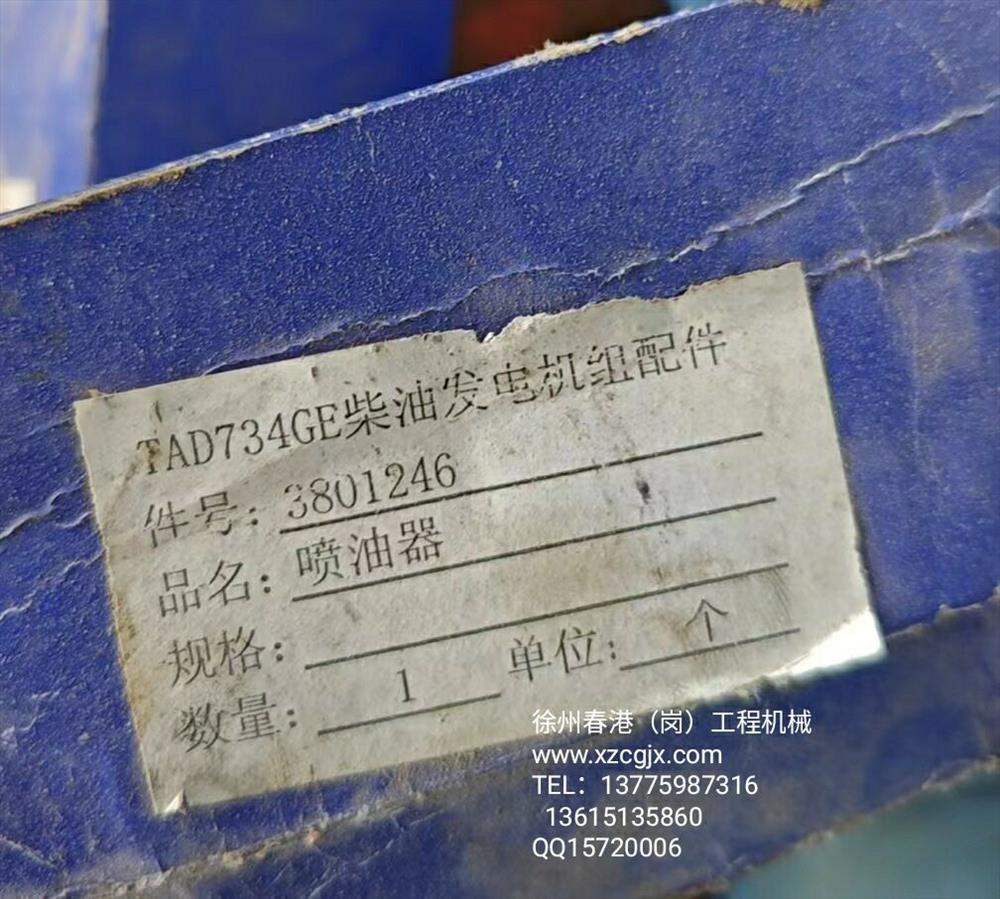 TAD734GE柴油发电机组配件
件号：3801246
品名：喷油器
规格：
数量：1 单位：个
徐州春港（岗）工程机械
www.xzcgjx.com
TEL：13775987316
13615135860
QQ15720006